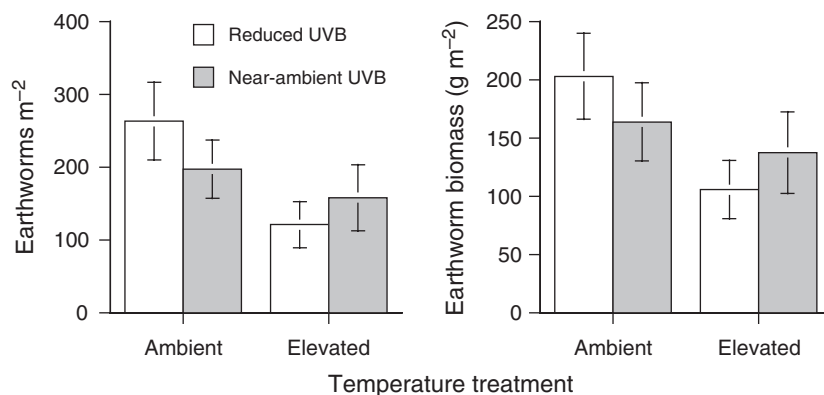 400
300
200
100
0
Earthworms m⁻²
Reduced UVB
Near-ambient UVB
Ambient
Elevated
250
200
150
100
50
0
Earthworm biomass (g m⁻²)
Ambient
Elevated
Temperature treatment